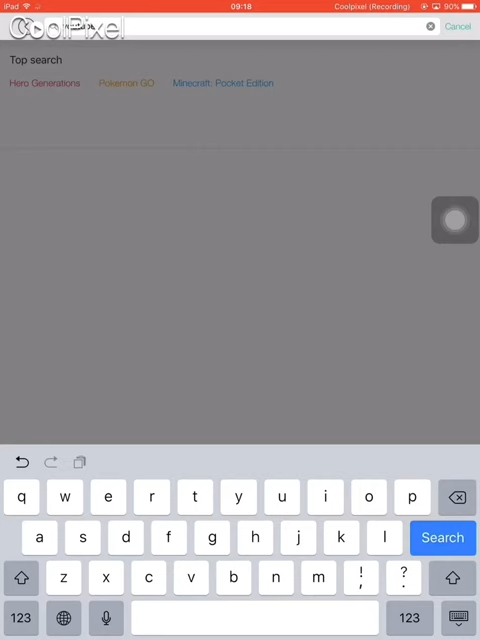 iPad 09:18 Coolpixel (Recording) 90%
CoolPixel Cancel
Top search
Hero Generations Pokemon GO Minecraft: Pocket Edition
q w e r t y u i o p
a s d f g h j k l Search
z x c v b n m ! , ? .
123 123